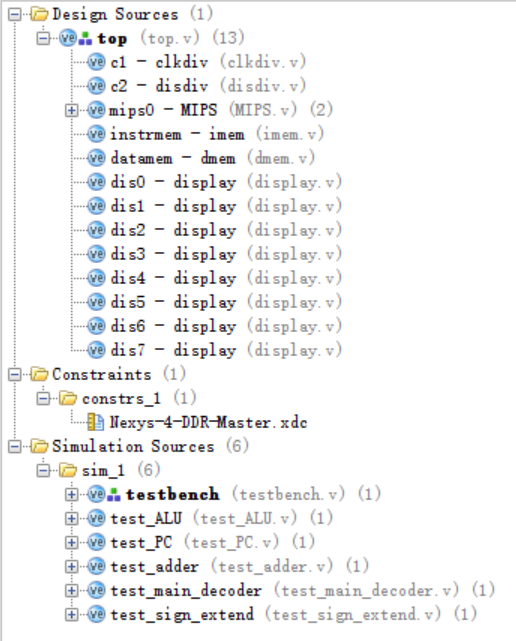 Design Sources (1)
top (top.v) (13)
c1 - clkdiv (clkdiv.v)
c2 - disdiv (disdiv.v)
mips0 - MIPS (MIPS.v) (2)
instrmem - imem (imem.v)
datamem - dmem (dmem.v)
dis0 - display (display.v)
dis1 - display (display.v)
dis2 - display (display.v)
dis3 - display (display.v)
dis4 - display (display.v)
dis5 - display (display.v)
dis6 - display (display.v)
dis7 - display (display.v)
Constraints (1)
constrs_1 (1)
Nexys-4-DDR-Master.xdc
Simulation Sources (6)
sim_1 (6)
testbench (testbench.v) (1)
test_ALU (test_ALU.v) (1)
test_PC (test_PC.v) (1)
test_adder (test_adder.v) (1)
test_main_decoder (test_main_decoder.v) (1)
test_sign_extend (test_sign_extend.v) (1)